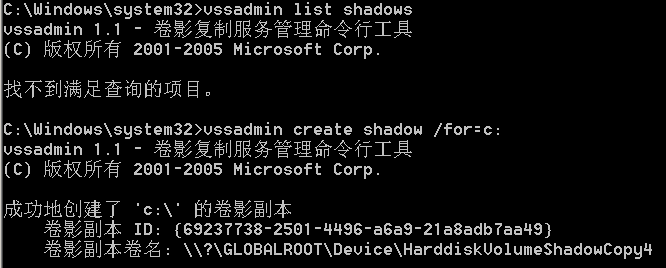 C:\Windows\system32>vssadmin list shadows
vssadmin 1.1 - 卷影复制服务管理命令行工具
(C) 版权所有 2001-2005 Microsoft Corp.
找不到满足查询的项目。
C:\Windows\system32>vssadmin create shadow /for=c:
vssadmin 1.1 - 卷影复制服务管理命令行工具
(C) 版权所有 2001-2005 Microsoft Corp.
成功地创建了 'c:\' 的卷影副本
卷影副本 ID: {69237738-2501-4496-a6a9-21a8adb7aa49}
卷影副本卷名: \\?\GLOBALROOT\Device\HarddiskVolumeShadowCopy4